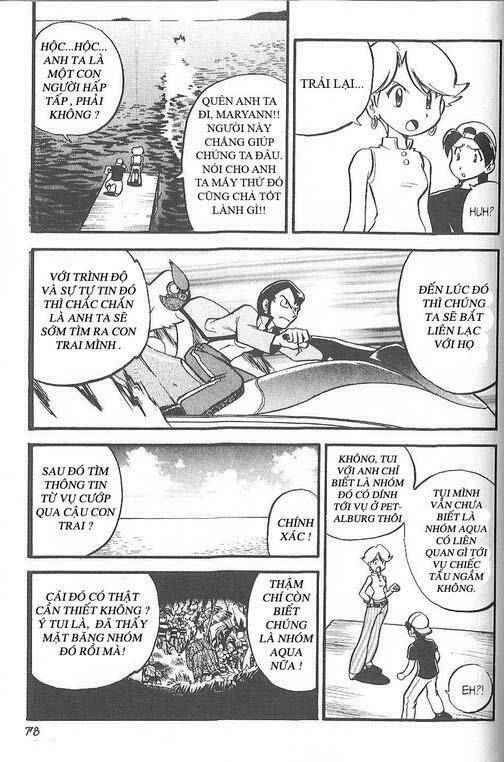 TRÁI LẠI...
HUH?
HỘC...HỘC..
ANH TA LÀ
MỘT CON
NGƯỜI HẤP
TẤP, PHẢI
KHÔNG ?
QUÊN ANH TA
ĐI, MARYANN!!
NGƯỜI NÀY
CHẲNG GIÚP
CHÚNG TA ĐÂU.
NÓI CHO ANH
TA MẤY THỨ ĐÓ
CŨNG CHẢ TỐT
LÀNH GÌ!!
ĐẾN LÚC ĐÓ
THÌ CHÚNG
TA SẼ BẮT
LIÊN LẠC
VỚI HỌ
VỚI TRÌNH ĐỘ
VÀ SỰ TỰ TIN ĐÓ
THÌ CHẮC CHẮN
LÀ ANH TA SẼ
SỚM TÌM RA CON
TRAI MÌNH .
TỤI MÌNH
VẪN CHƯA
BIẾT LÀ
NHÓM AQUA
CÓ LIÊN
QUAN GÌ TỚI
VỤ CHIẾC
TÀU NGẦM
KHÔNG.
KHÔNG, TUI
VỚI ANH CHỈ
BIẾT LÀ NHÓM
ĐÓ CÓ DÍNH
TỚI VỤ Ở PET-
ALBURG THÔI
EH?!
CHÍNH
XÁC !
SAU ĐÓ TÌM
THÔNG TIN
TỪ VỤ CƯỚP
QUA CẬU CON
TRAI ?
THẬM
CHÍ CÒN
BIẾT
CHÚNG
LÀ NHÓM
AQUA
NỮA !
CÁI ĐÓ CÓ THẬT
CẦN THIẾT KHÔNG ?
Ý TUI LÀ, ĐÃ THẤY
MẶT BĂNG NHÓM
ĐÓ RỒI MÀ!
78